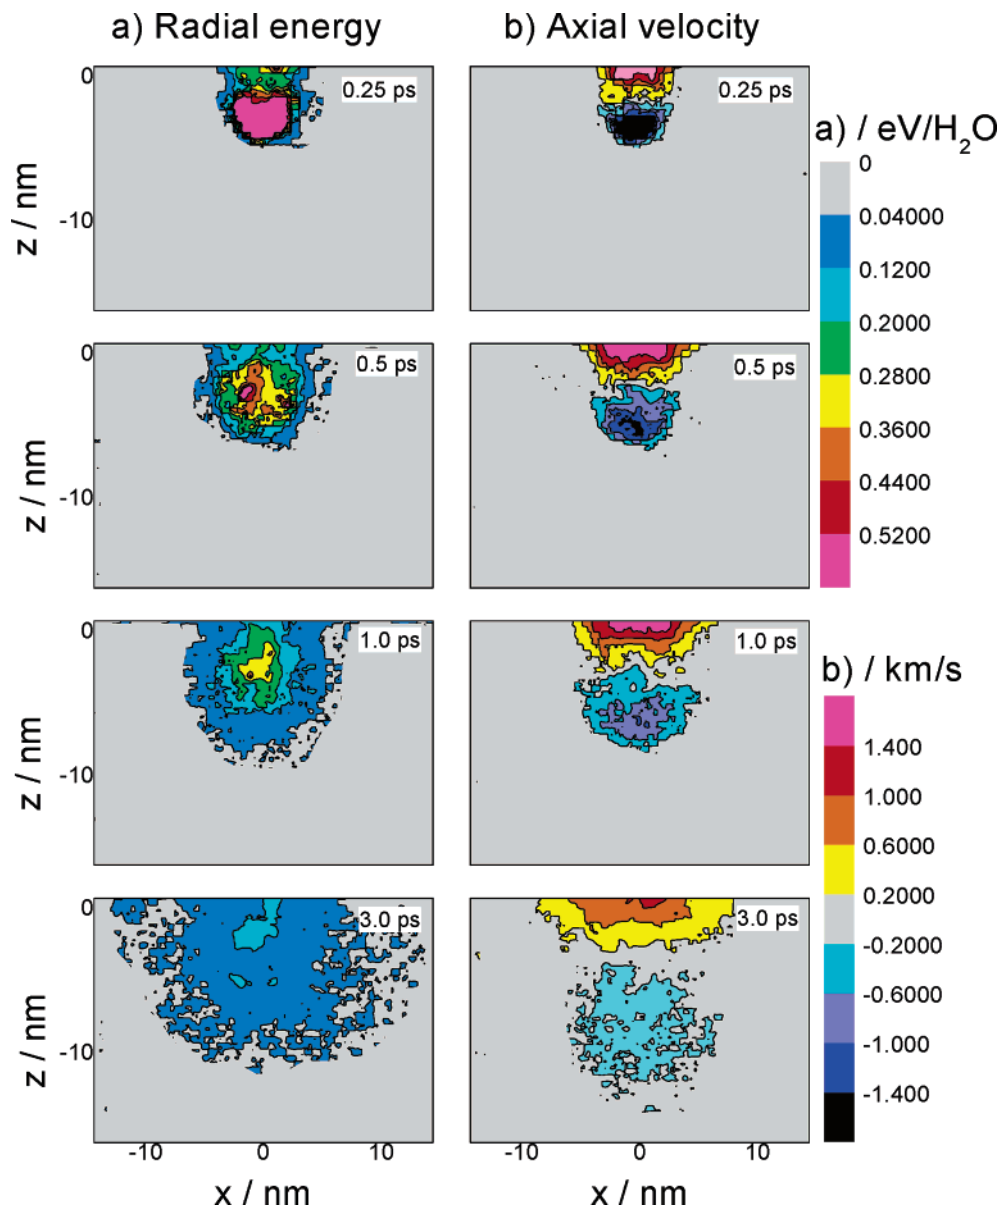 a) Radial energy
b) Axial velocity
0
0.25 ps
0.25 ps
-10
z / nm
a) / eV/H2O
0
0.04000
0.1200
0.2000
0.2800
0.3600
0.4400
0.5200
0
0.5 ps
0.5 ps
-10
z / nm
0
1.0 ps
1.0 ps
-10
z / nm
b) / km/s
1.400
1.000
0.6000
0.2000
-0.2000
-0.6000
-1.000
-1.400
0
3.0 ps
3.0 ps
-10
z / nm
-10 0 10
-10 0 10
x / nm
x / nm